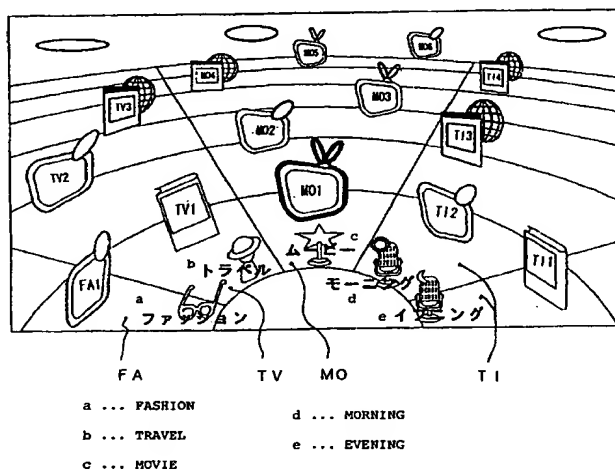 MO5
MO6
MO4
TI4
TV3
MO3
MO2
TI3
TV2
MO1
TV1
TI2
c
ムービー
TI1
b
トラベル
FA1
モーニング
a
d
ファッション
e イブニング
FA
TV
MO
TI
a ... FASHION
d ... MORNING
b ... TRAVEL
e ... EVENING
c ... MOVIE